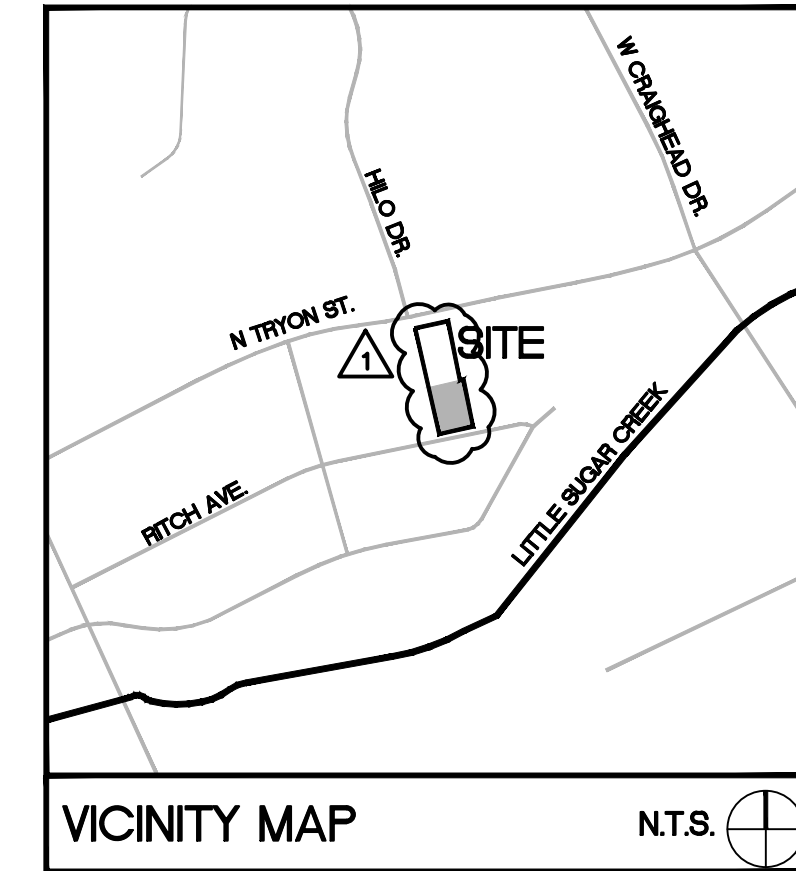 W CRAIGHEAD DR.
HILO DR.
N TRYON ST.
1
SITE
LITTLE SUGAR CREEK
RITCH AVE.
VICINITY MAP
N.T.S.